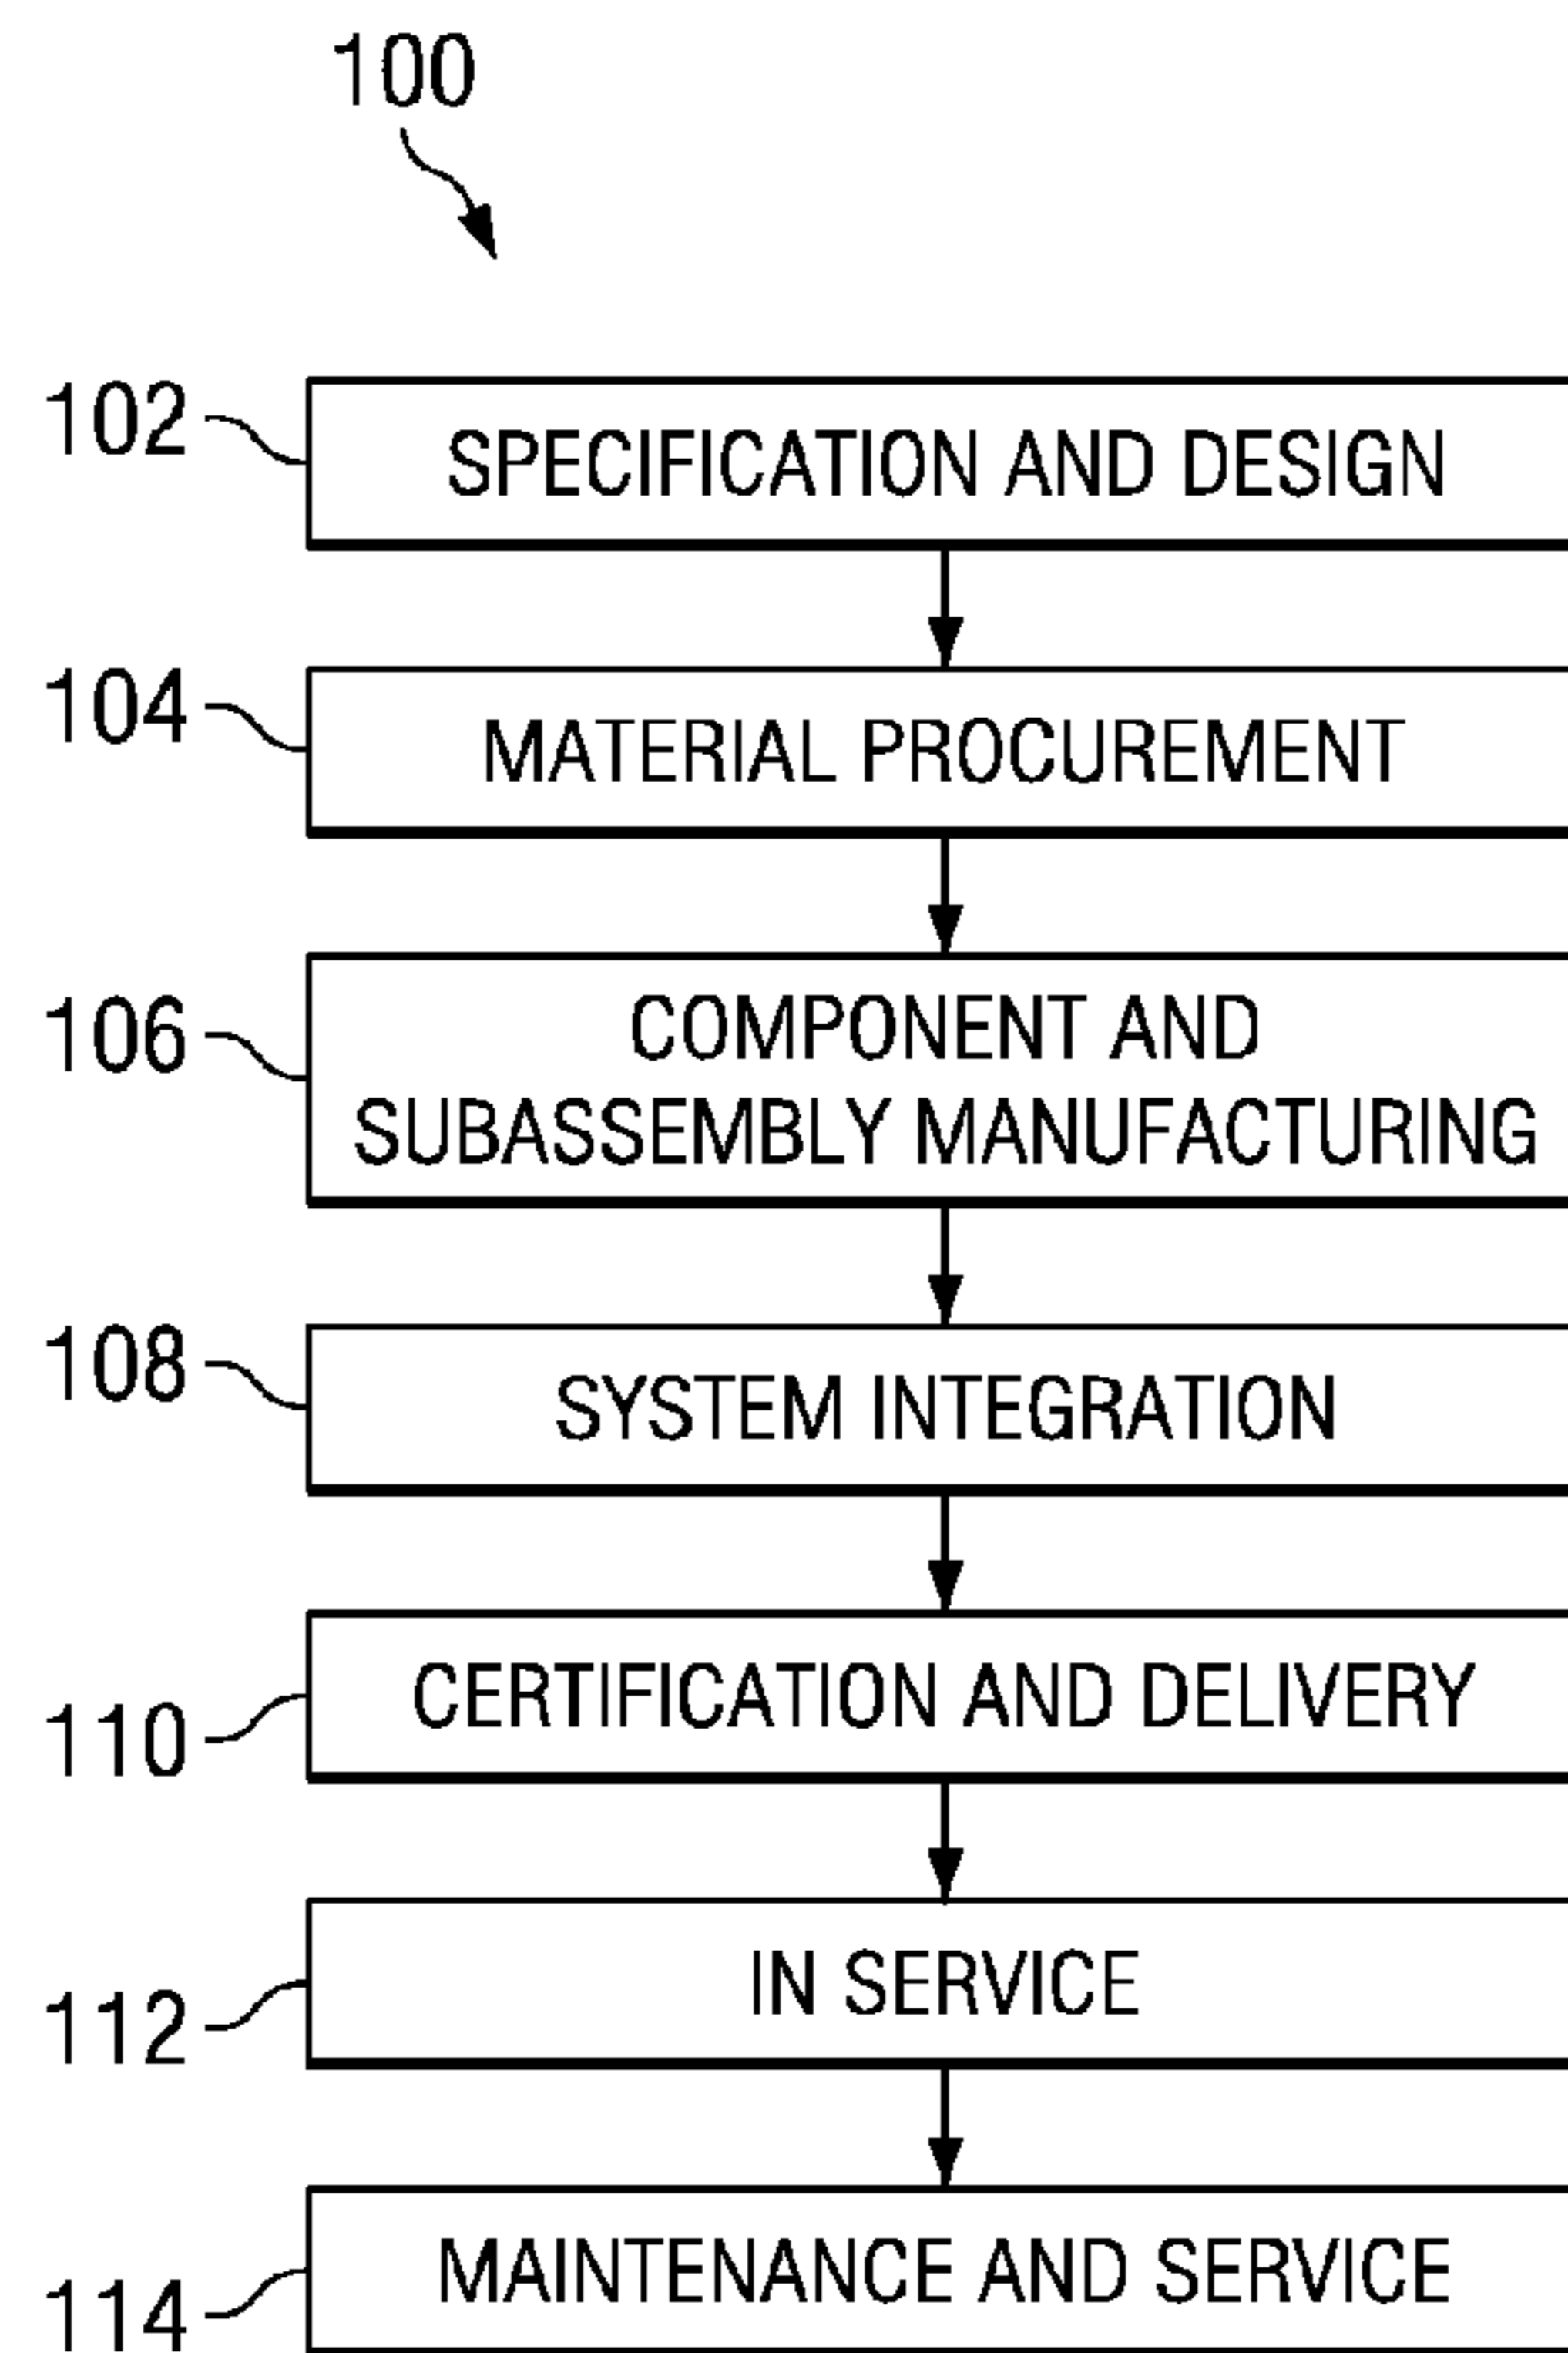 100
102
SPECIFICATION AND DESIGN
104
MATERIAL PROCUREMENT
106
COMPONENT AND
SUBASSEMBLY MANUFACTURING
108
SYSTEM INTEGRATION
110
CERTIFICATION AND DELIVERY
112
IN SERVICE
114
MAINTENANCE AND SERVICE